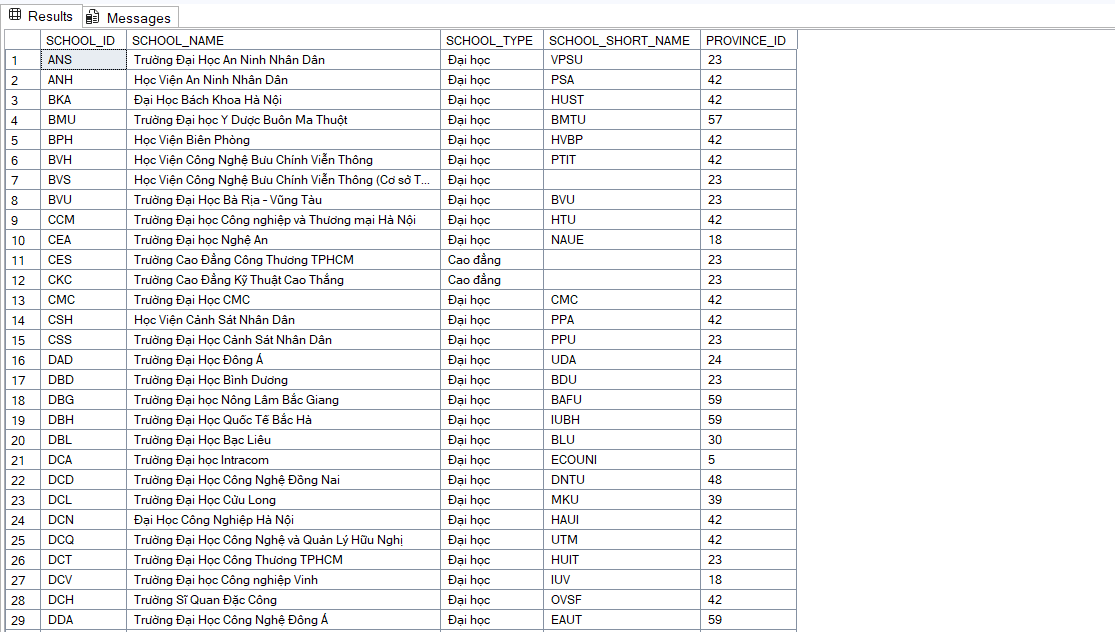 Results Messages
SCHOOL_ID SCHOOL_NAME SCHOOL_TYPE SCHOOL_SHORT_NAME PROVINCE_ID
1 ANS Trường Đại Học An Ninh Nhân Dân Đại học VPSU 23
2 ANH Học Viện An Ninh Nhân Dân Đại học PSA 42
3 BKA Đại Học Bách Khoa Hà Nội Đại học HUST 42
4 BMU Trường Đại học Y Dược Buôn Ma Thuột Đại học BMTU 57
5 BPH Học Viện Biên Phòng Đại học HVBP 42
6 BVH Học Viện Công Nghệ Bưu Chính Viễn Thông Đại học PTIT 42
7 BVS Học Viện Công Nghệ Bưu Chính Viễn Thông (Cơ sở T... Đại học 23
8 BVU Trường Đại Học Bà Rịa - Vũng Tàu Đại học BVU 23
9 CCM Trường Đại học Công nghiệp và Thương mại Hà Nội Đại học HTU 42
10 CEA Trường Đại học Nghệ An Đại học NAUE 18
11 CES Trường Cao Đẳng Công Thương TPHCM Cao đẳng 23
12 CKC Trường Cao Đẳng Kỹ Thuật Cao Thắng Cao đẳng 23
13 CMC Trường Đại Học CMC Đại học CMC 42
14 CSH Học Viện Cảnh Sát Nhân Dân Đại học PPA 42
15 CSS Trường Đại Học Cảnh Sát Nhân Dân Đại học PPU 23
16 DAD Trường Đại Học Đông Á Đại học UDA 24
17 DBD Trường Đại Học Bình Dương Đại học BDU 23
18 DBG Trường Đại học Nông Lâm Bắc Giang Đại học BAFU 59
19 DBH Trường Đại Học Quốc Tế Bắc Hà Đại học IUBH 59
20 DBL Trường Đại Học Bạc Liêu Đại học BLU 30
21 DCA Trường Đại học Intracom Đại học ECOUNI 5
22 DCD Trường Đại Học Công Nghệ Đồng Nai Đại học DNTU 48
23 DCL Trường Đại Học Cửu Long Đại học MKU 39
24 DCN Đại Học Công Nghiệp Hà Nội Đại học HAUI 42
25 DCQ Trường Đại Học Công Nghệ và Quản Lý Hữu Nghị Đại học UTM 42
26 DCT Trường Đại Học Công Thương TPHCM Đại học HUIT 23
27 DCV Trường Đại học Công nghiệp Vinh Đại học IUV 18
28 DCH Trường Sĩ Quan Đặc Công Đại học OVSF 42
29 DDA Trường Đại Học Công Nghệ Đông Á Đại học EAUT 59